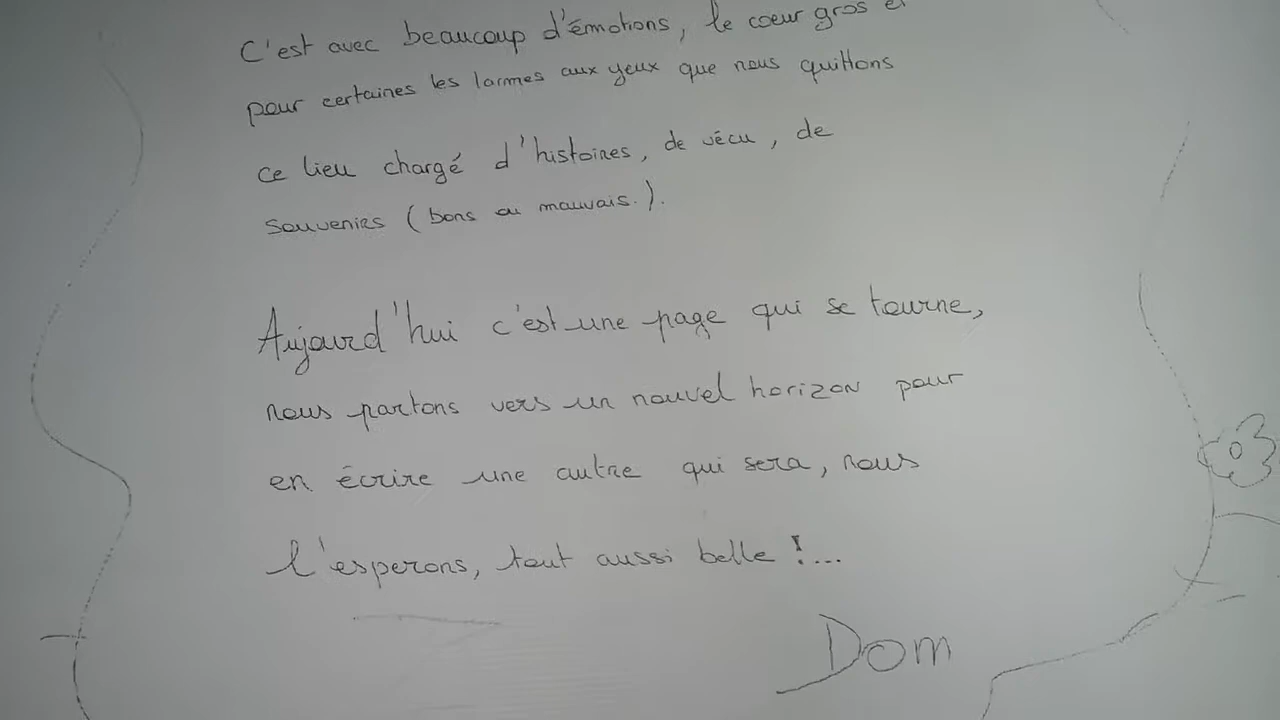 C'est avec beaucoup d'émotions, le coeur gros et
pour certaines les larmes aux yeux que nous quittons
ce lieu chargé d'histoires, de vécu, de
souvenirs (bons ou mauvais.).
Aujourd'hui c'est une page qui se tourne,
nous partons vers un nouvel horizon pour
en écrire une autre qui sera, nous
l'esperons, tout aussi belle !...
Dom